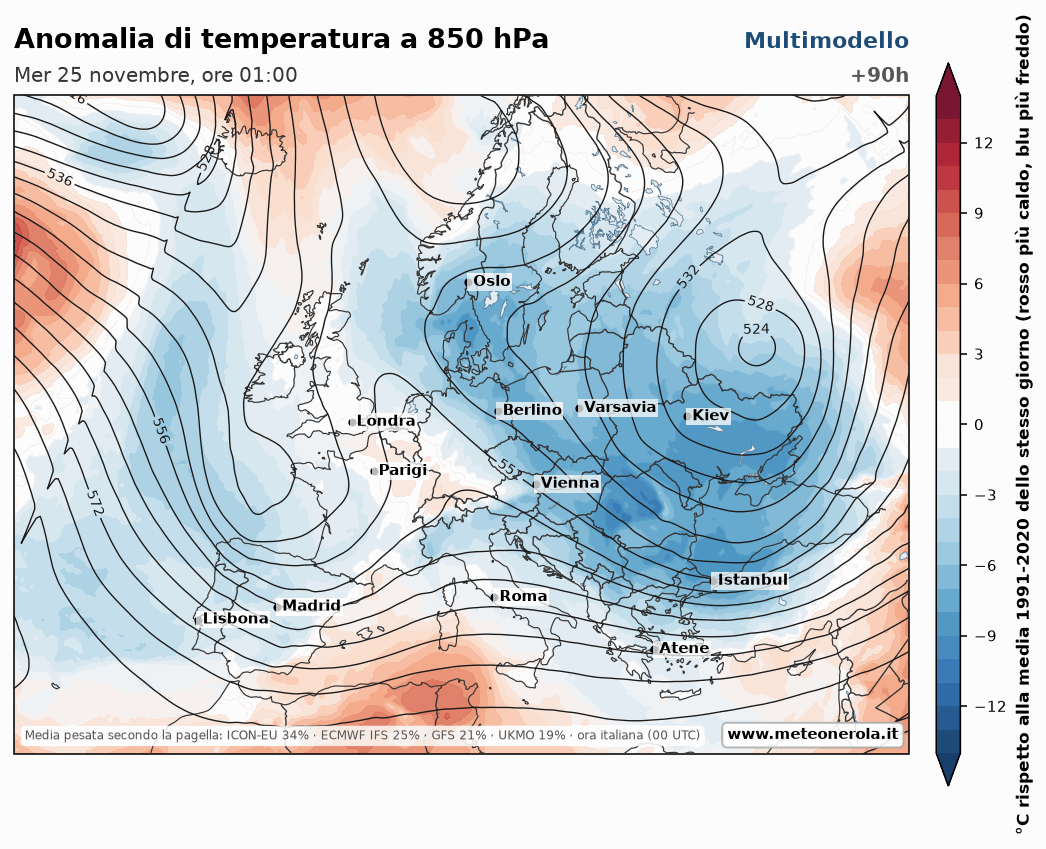 Anomalia di temperatura a 850 hPa
Multimodello
Mer 25 novembre, ore 01:00
+90h
528
536
532
528
524
556
572
Oslo
Londra
Berlino
Varsavia
Kiev
Parigi
Vienna
Istanbul
Roma
Madrid
Lisbona
Atene
Media pesata secondo la pagella: ICON-EU 34% · ECMWF IFS 25% · GFS 21% · UKMO 19% · ora italiana (00 UTC)
www.meteonerola.it
12
9
6
3
0
−3
−6
−9
−12
°C rispetto alla media 1991-2020 dello stesso giorno (rosso più caldo, blu più freddo)